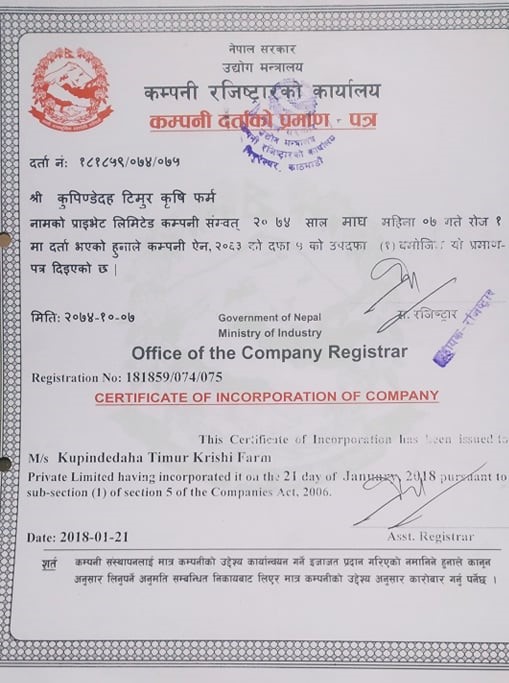 नेपाल सरकार
उद्योग मन्त्रालय
कम्पनी रजिष्ट्रारको कार्यालय
कम्पनी दर्ताको प्रमाण - पत्र
दर्ता नं: १८१८५९/०७४/०७५
श्री कुपिण्डेदह टिमुर कृषि फर्म
नामको प्राइभेट लिमिटेड कम्पनी सम्वत् २०७४ साल माघ महिना ०७ गते रोज १
मा दर्ता भएको हुनाले कम्पनी ऐन, २०६३ को दफा ५ को उपदफा (१) बमोजिम यो प्रमाण-
पत्र दिइएको छ |
स. रजिष्ट्रार
मिति: २०७४-१०-०७
सहायक-रजिष्ट्रार
Government of Nepal
Ministry of Industry
Office of the Company Registrar
Registration No: 181859/074/075
CERTIFICATE OF INCORPORATION OF COMPANY
This Certificate of Incorporation has been issued to
M/s Kupindedaha Timur Krishi Farm
Private Limited having incorporated it on the 21 day of January, 2018 pursuant to
sub-section (1) of section 5 of the Companies Act, 2006.
Date: 2018-01-21
Asst. Registrar
शर्त कम्पनी संस्थापनलाई मात्र कम्पनीको उद्देश्य कार्यान्वयन गर्ने इजाजत प्रदान गरिएको नमानिने हुनाले कानून
अनुसार लिनुपर्ने अनुमति सम्बन्धित निकायबाट लिएर मात्र कम्पनीको उद्देश्य अनुसार कारोबार गर्नु पर्नेछ ।